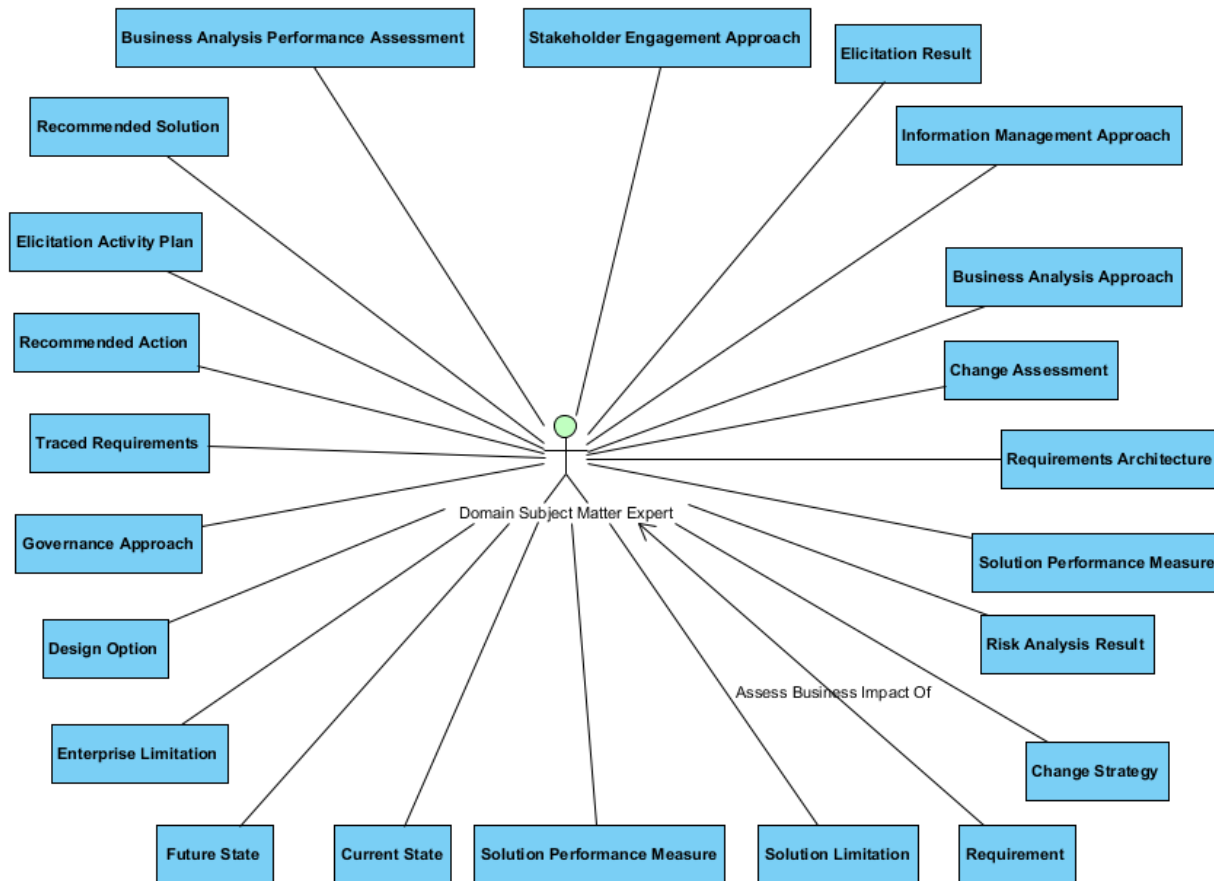 Business Analysis Performance Assessment
Stakeholder Engagement Approach
Elicitation Result
Recommended Solution
Information Management Approach
Elicitation Activity Plan
Business Analysis Approach
Recommended Action
Change Assessment
Traced Requirements
Requirements Architecture
Domain Subject Matter Expert
Governance Approach
Solution Performance Measure
Design Option
Risk Analysis Result
Assess Business Impact Of
Enterprise Limitation
Change Strategy
Future State
Current State
Solution Performance Measure
Solution Limitation
Requirement